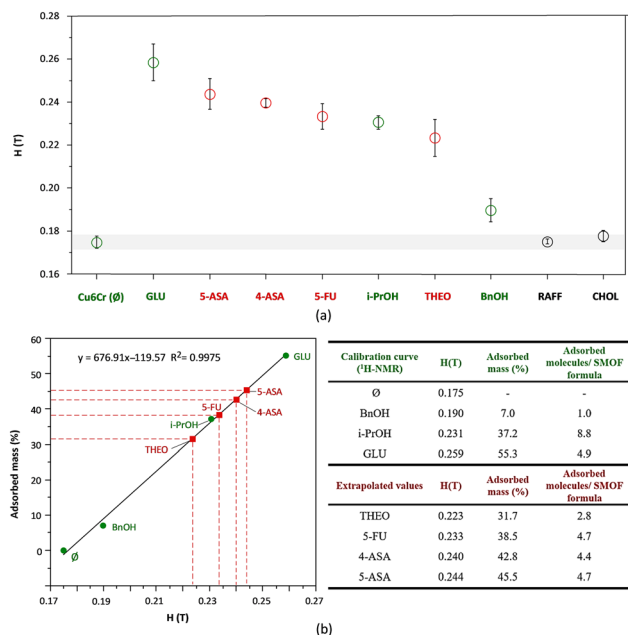 0.28
0.26
0.24
0.22
0.20
0.18
0.16
H (T)
Cu6Cr (Ø) GLU 5-ASA 4-ASA 5-FU i-PrOH THEO BnOH RAFF CHOL
(a)
60
50
40
30
20
10
0
Adsorbed mass (%)
y = 676.91x–119.57 R²= 0.9975
GLU
5-ASA
5-FU
4-ASA
i-PrOH
THEO
BnOH
Ø
0.17 0.19 0.21 0.23 0.25 0.27
H (T)
Calibration curve (¹H-NMR) H(T) Adsorbed mass (%) Adsorbed molecules/ SMOF formula
Ø 0.175 - -
BnOH 0.190 7.0 1.0
i-PrOH 0.231 37.2 8.8
GLU 0.259 55.3 4.9
Extrapolated values H(T) Adsorbed mass (%) Adsorbed molecules/ SMOF formula
THEO 0.223 31.7 2.8
5-FU 0.233 38.5 4.7
4-ASA 0.240 42.8 4.4
5-ASA 0.244 45.5 4.7
(b)